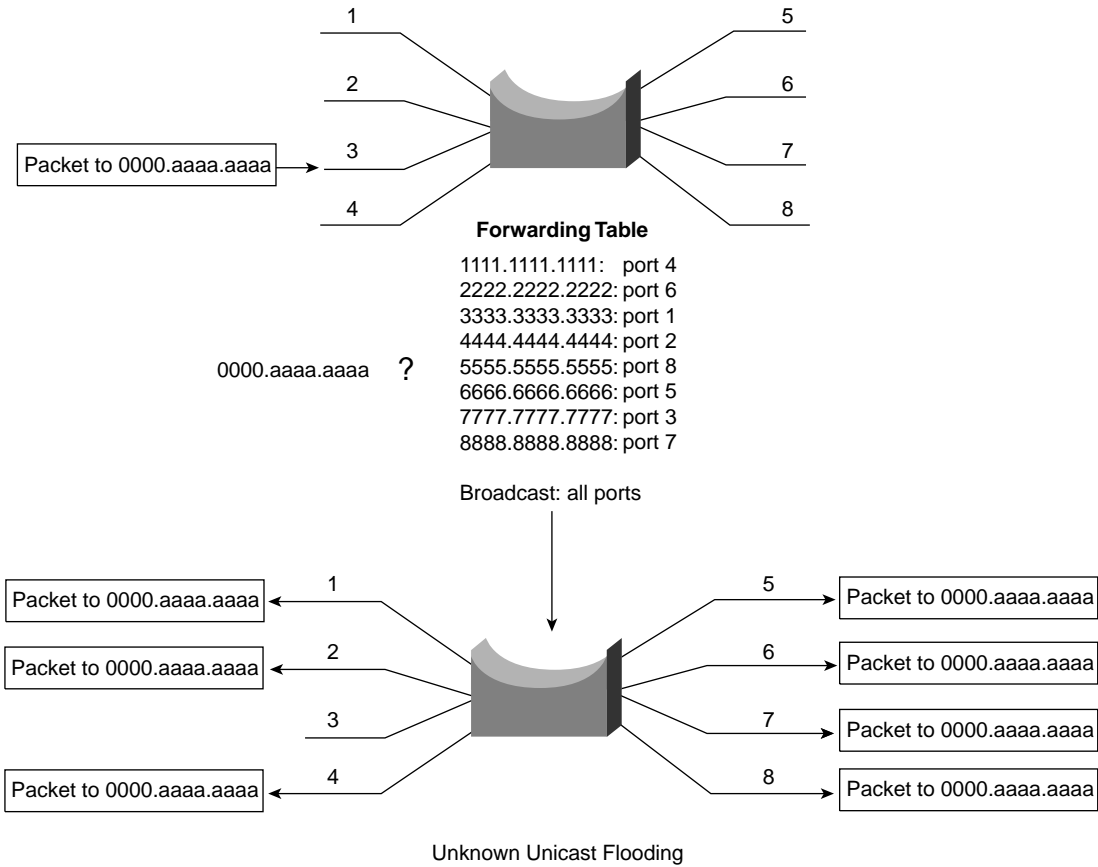 1
5
2
6
Packet to 0000.aaaa.aaaa
3
7
4
8
Forwarding Table
1111.1111.1111: port 4
2222.2222.2222: port 6
3333.3333.3333: port 1
4444.4444.4444: port 2
0000.aaaa.aaaa ?
5555.5555.5555: port 8
6666.6666.6666: port 5
7777.7777.7777: port 3
8888.8888.8888: port 7
Broadcast: all ports
Packet to 0000.aaaa.aaaa
1
5
Packet to 0000.aaaa.aaaa
Packet to 0000.aaaa.aaaa
2
6
Packet to 0000.aaaa.aaaa
3
7
Packet to 0000.aaaa.aaaa
Packet to 0000.aaaa.aaaa
4
8
Packet to 0000.aaaa.aaaa
Unknown Unicast Flooding